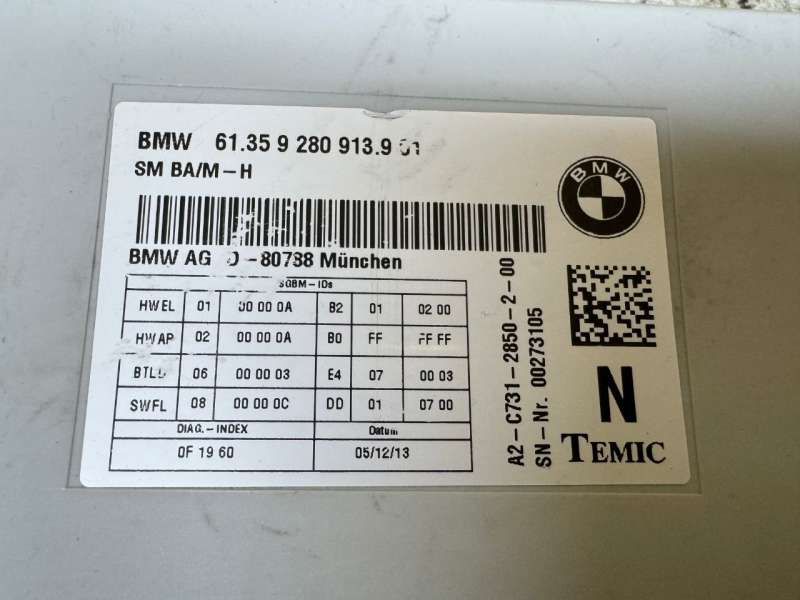 BMW 61.35 9 280 913.9 01
SM BA/M-H
BMW
BMW AG D-80788 München
SGBM-IDs
HWEL 01 00 00 0A B2 01 02 00
HWAP 02 00 00 0A B0 FF FF FF
BTLD 06 00 00 03 E4 07 00 03
SWFL 08 00 00 0C DD 01 07 00
DIAG.-INDEX Datum
0F 19 60 05/12/13
A2-C731-2850-2-00
SN-Nr. 00273105
N
TEMIC